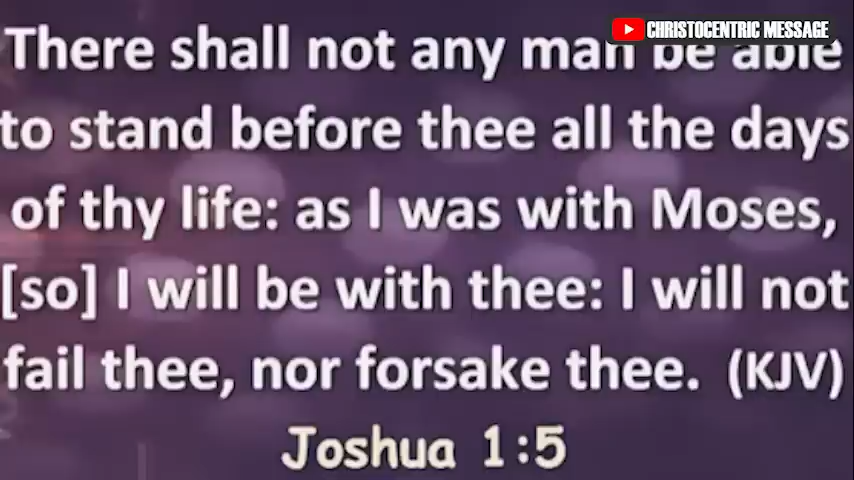 CHRISTOCENTRIC MESSAGE
There shall not any man be able
to stand before thee all the days
of thy life: as I was with Moses,
[so] I will be with thee: I will not
fail thee, nor forsake thee. (KJV)
Joshua 1:5